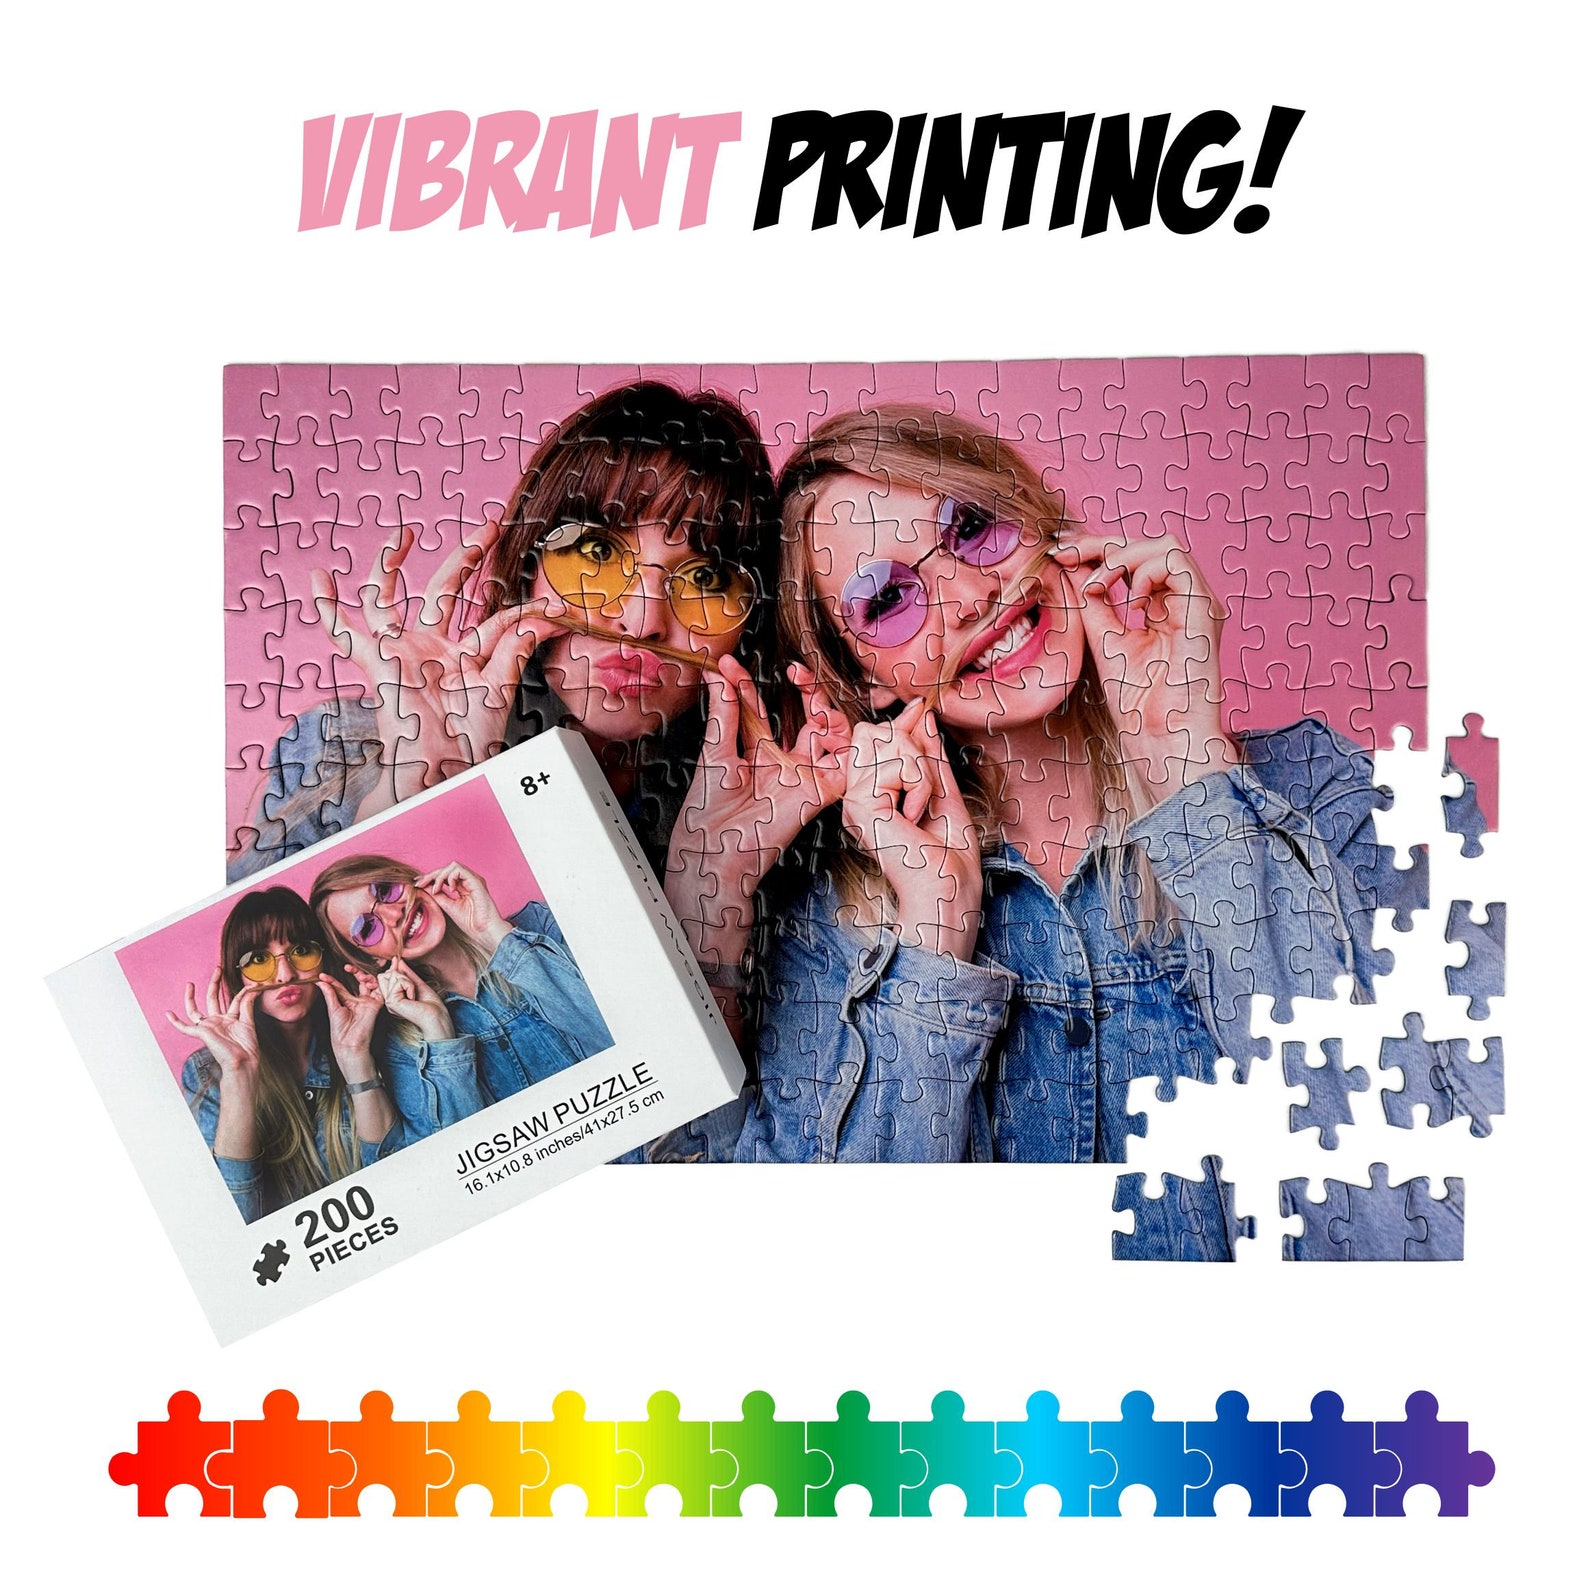 VIBRANT PRINTING!
8+
JIGSAW PUZZLE
16.1x10.8 inches/41x27.5 cm
200
PIECES